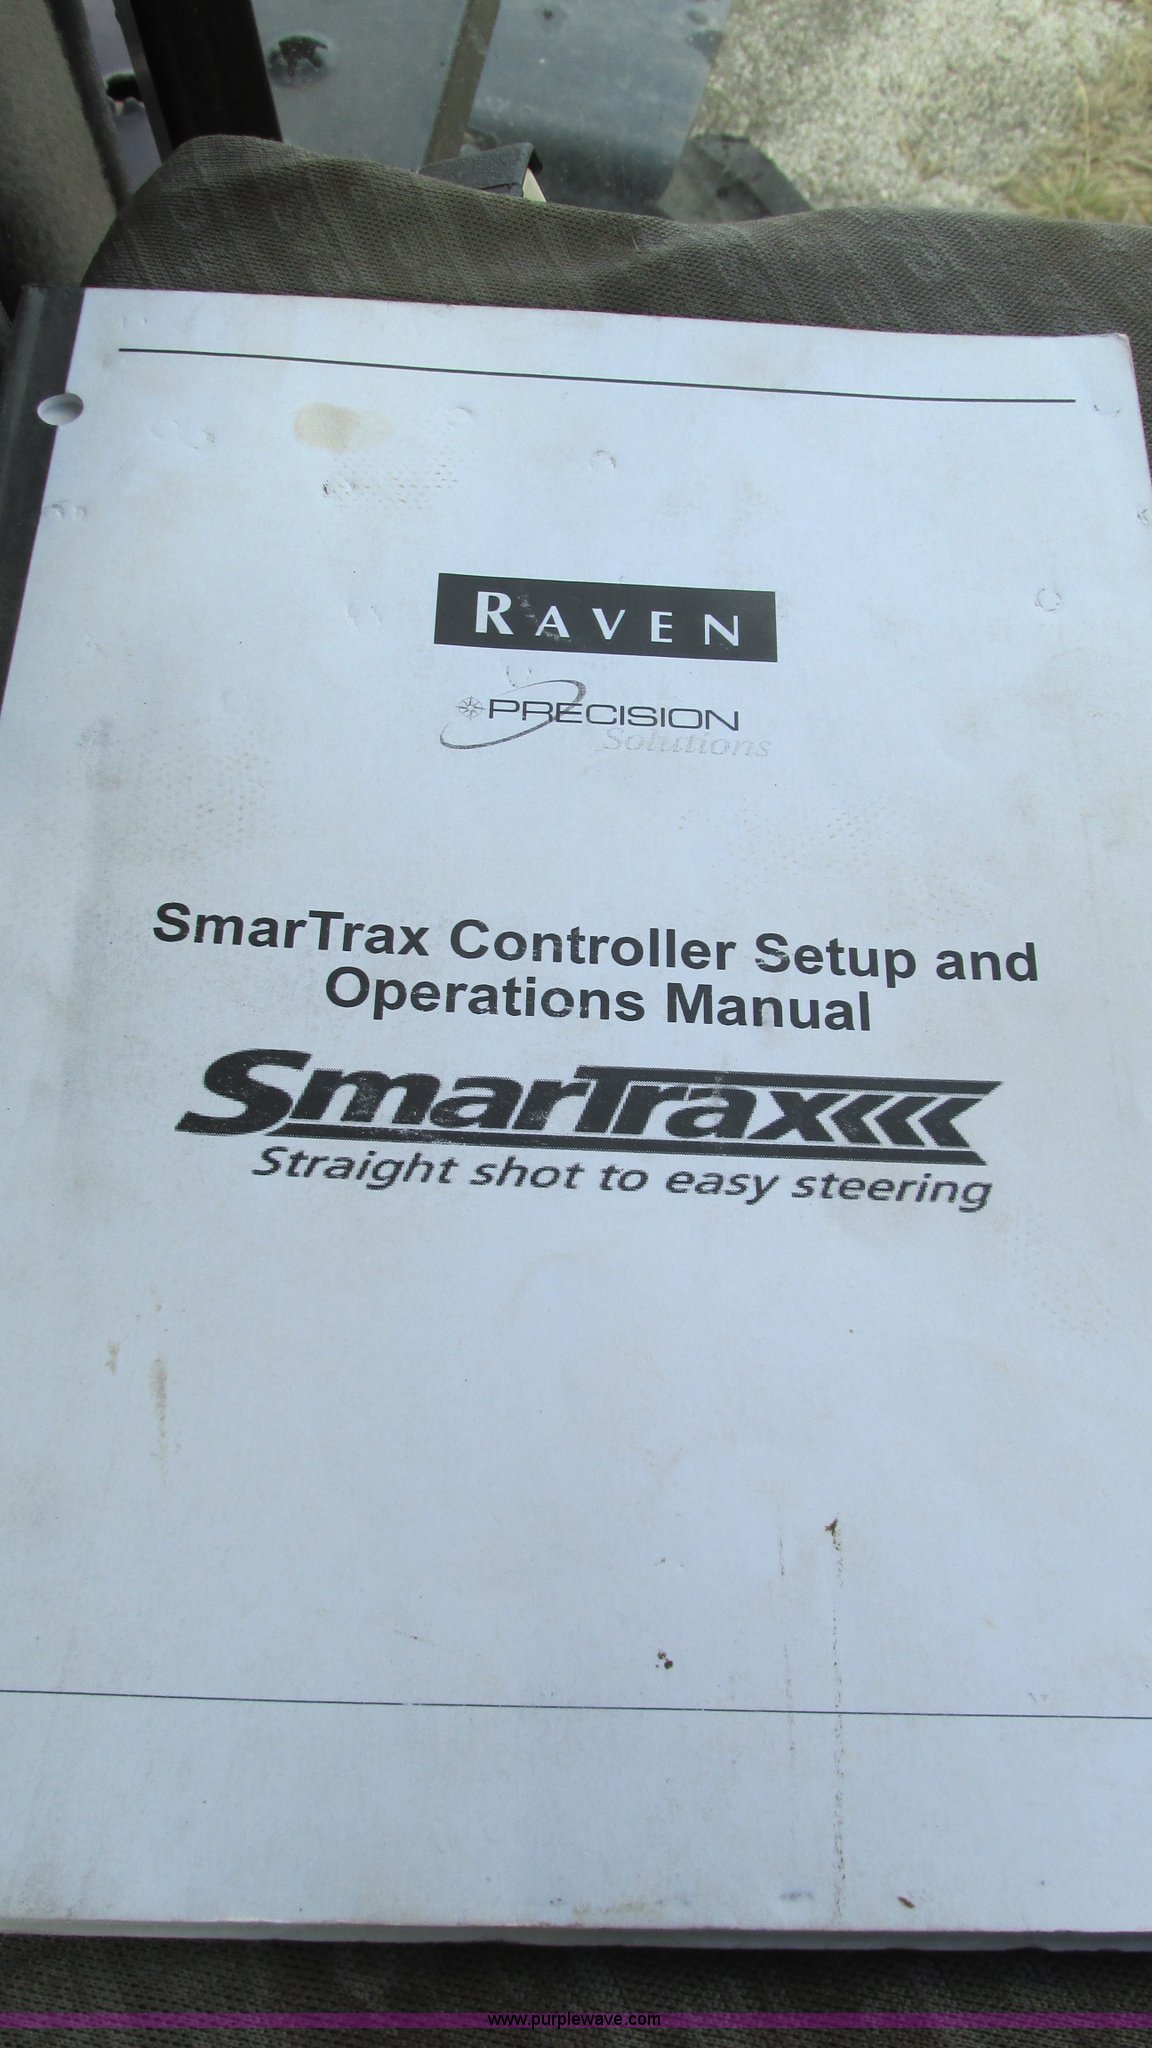 RAVEN
PRECISION
Solutions
SmarTrax Controller Setup and
Operations Manual
SmarTrax
Straight shot to easy steering
www.purplewave.com